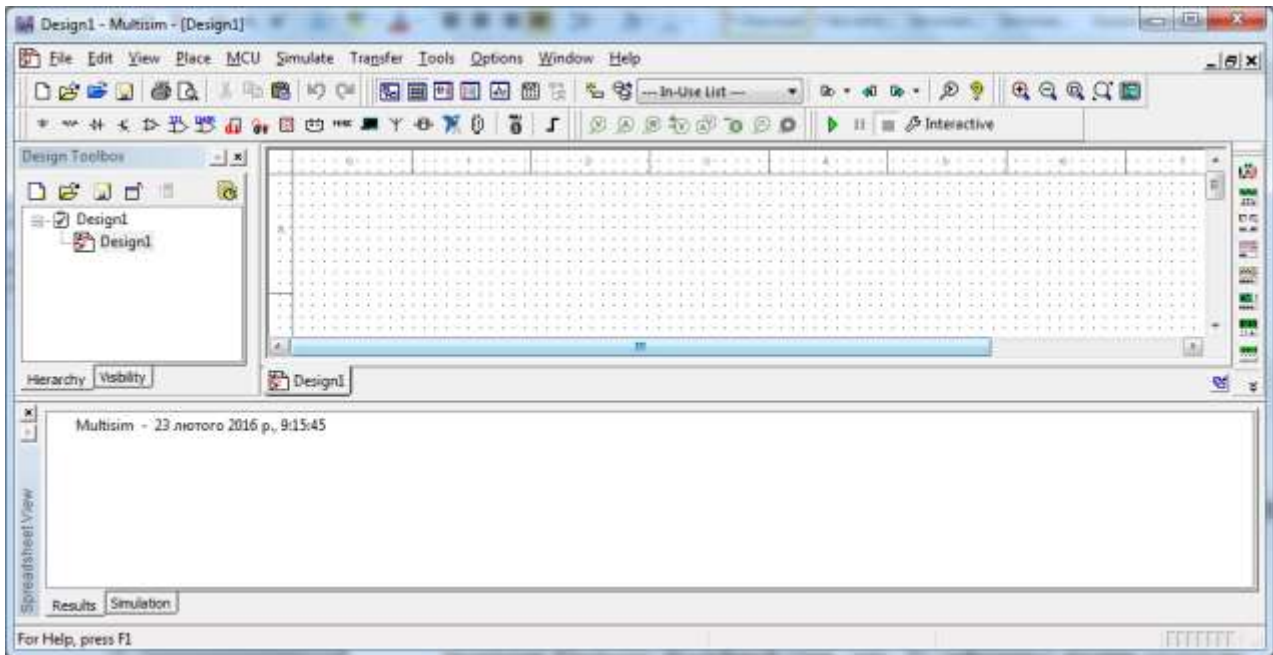 Design1 - Multisim - [Design1]
File Edit View Place MCU Simulate Transfer Tools Options Window Help
--- In-Use List ---
Interactive
Design Toolbox
Design1
Design1
Hierarchy Visibility
Design1
Multisim - 23 лютого 2016 р., 9:15:45
Spreadsheet View
Results Simulation
For Help, press F1